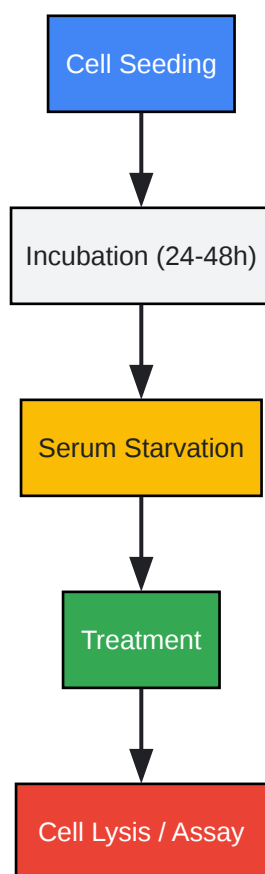 Cell Seeding
Incubation (24-48h)
Serum Starvation
Treatment
Cell Lysis / Assay